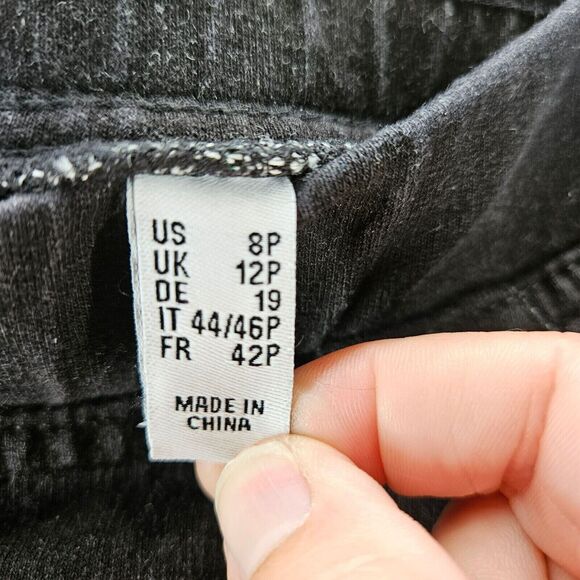 US 8P
UK 12P
DE 19
IT 44/46P
FR 42P
MADE IN
CHINA